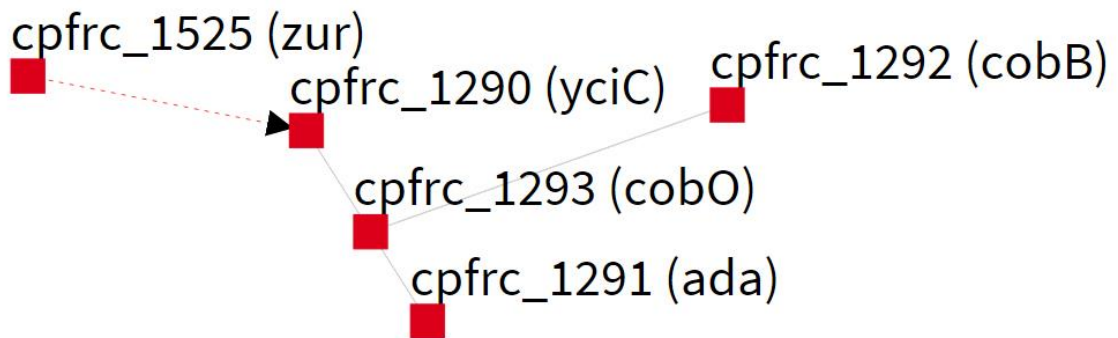 cpfrc_1525 (zur)
cpfrc_1292 (cobB)
cpfrc_1290 (yciC)
cpfrc_1293 (cobO)
cpfrc_1291 (ada)